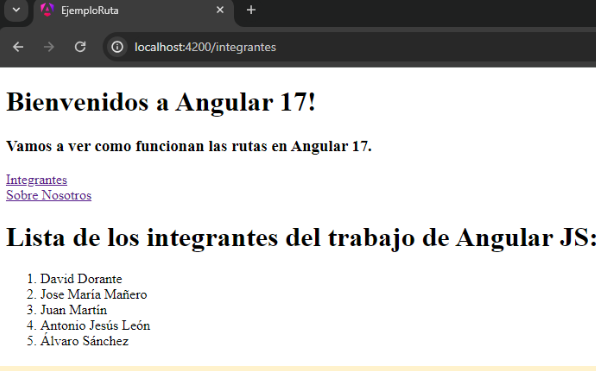 EjemploRuta
localhost:4200/integrantes
Bienvenidos a Angular 17!
Vamos a ver como funcionan las rutas en Angular 17.
Integrantes
Sobre Nosotros
Lista de los integrantes del trabajo de Angular JS:
1. David Dorante
2. Jose María Mañero
3. Juan Martín
4. Antonio Jesús León
5. Álvaro Sánchez